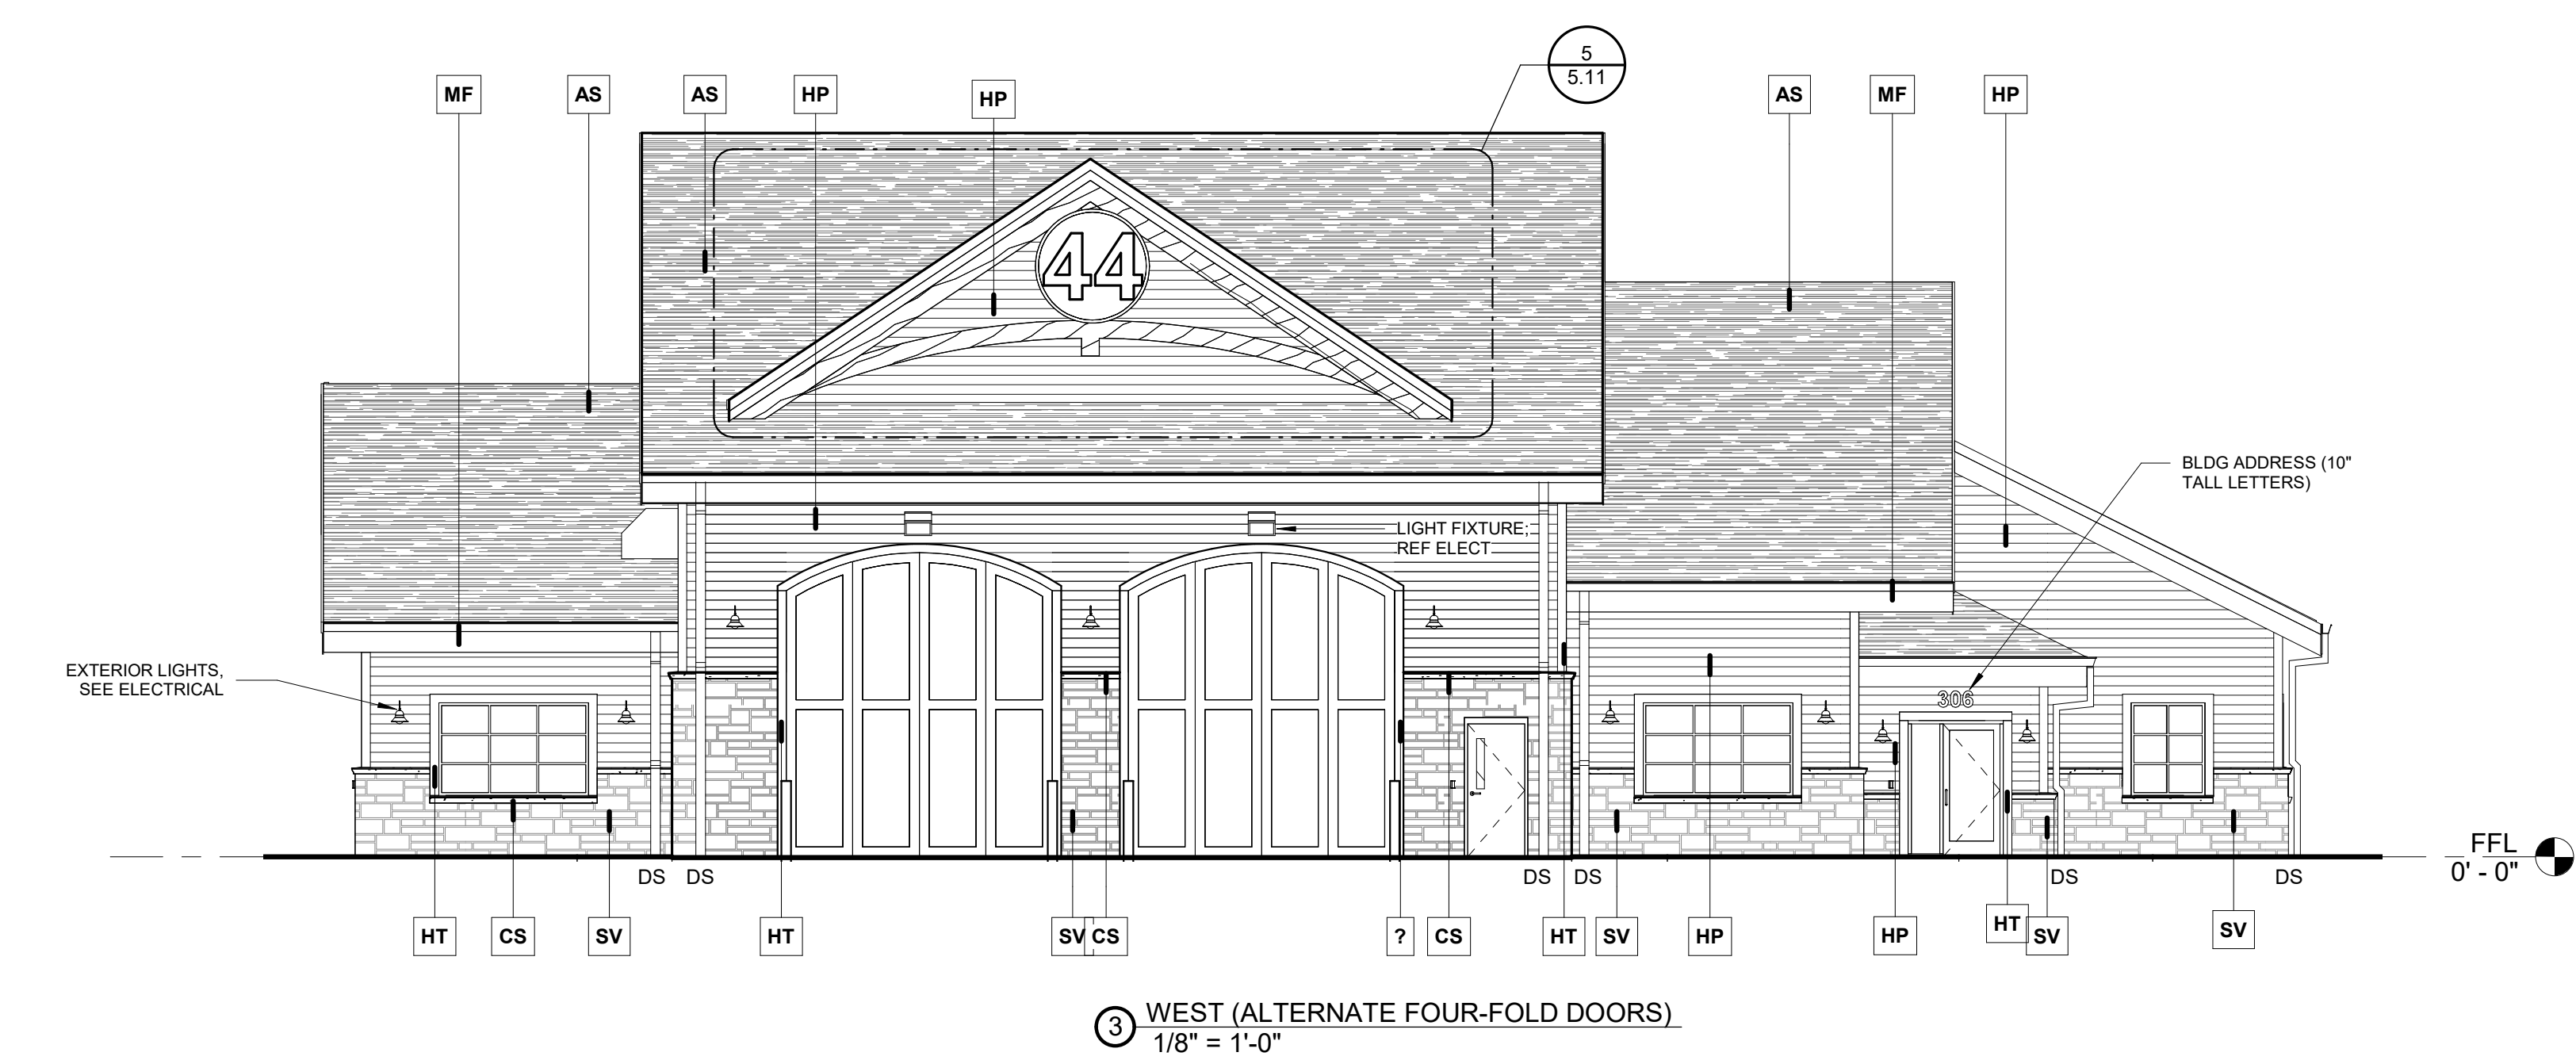 5
5.11
MF
AS
AS
HP
HP
AS
MF
HP
44
BLDG ADDRESS (10"
TALL LETTERS)
LIGHT FIXTURE;
REF ELECT
EXTERIOR LIGHTS,
SEE ELECTRICAL
306
FFL
0' - 0"
DS
DS
DS
DS
DS
DS
HT
CS
SV
HT
SV
CS
?
CS
HT
SV
HP
HP
HT
SV
SV
3
WEST (ALTERNATE FOUR-FOLD DOORS)
1/8" = 1'-0"